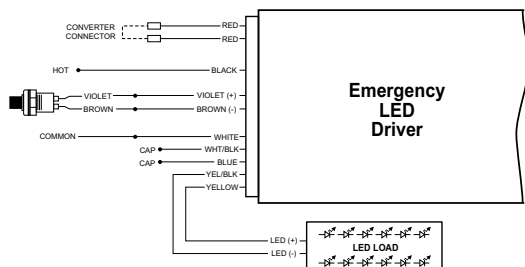 CONVERTER
CONNECTOR
RED
RED
HOT
BLACK
VIOLET
VIOLET (+)
BROWN
BROWN (-)
COMMON
WHITE
CAP
WHT/BLK
CAP
BLUE
YEL/BLK
YELLOW
Emergency
LED
Driver
LED (+)
LED (-)
LED LOAD